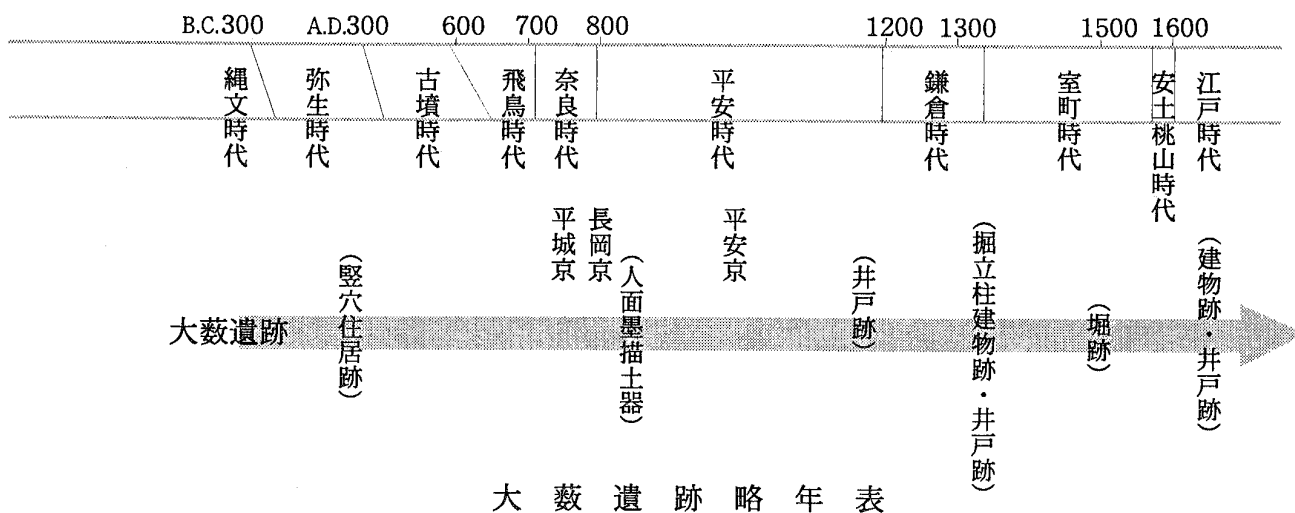 B.C.300 A.D.300 600 700 800 1200 1300 1500 1600
縄文時代
弥生時代
古墳時代
飛鳥時代
奈良時代
平安時代
鎌倉時代
室町時代
安土桃山時代
江戸時代
平城京
長岡京
平安京
大薮遺跡
(竪穴住居跡)
(人面墨描土器)
(井戸跡)
(掘立柱建物跡・井戸跡)
(堀跡)
(建物跡・井戸跡)
大薮遺跡略年表